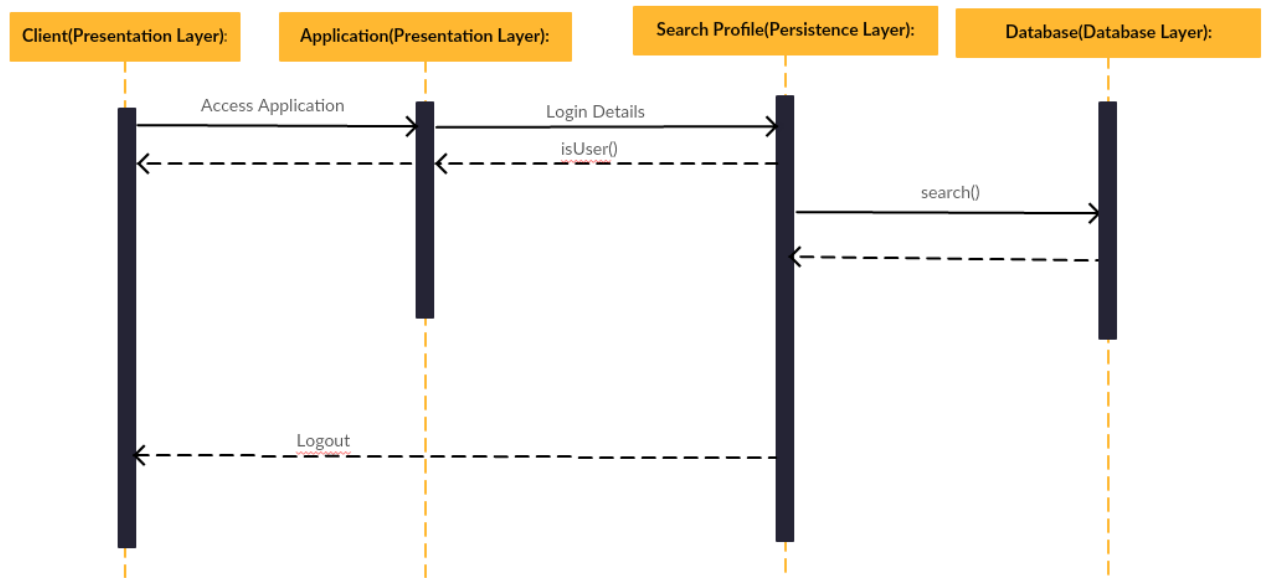 Client(Presentation Layer):
Application(Presentation Layer):
Search Profile(Persistence Layer):
Database(Database Layer):
Access Application
Login Details
isUser()
search()
Logout